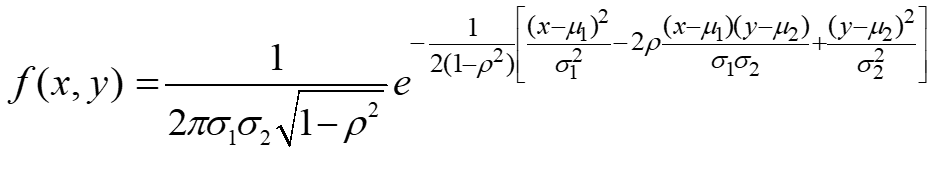 f(x, y) = \frac{1}{2\pi\sigma_1\sigma_2\sqrt{1-\rho^2}} e^{-\frac{1}{2(1-\rho^2)}\left[\frac{(x-\mu_1)^2}{\sigma_1^2}-2\rho\frac{(x-\mu_1)(y-\mu_2)}{\sigma_1\sigma_2}+\frac{(y-\mu_2)^2}{\sigma_2^2}\right]}